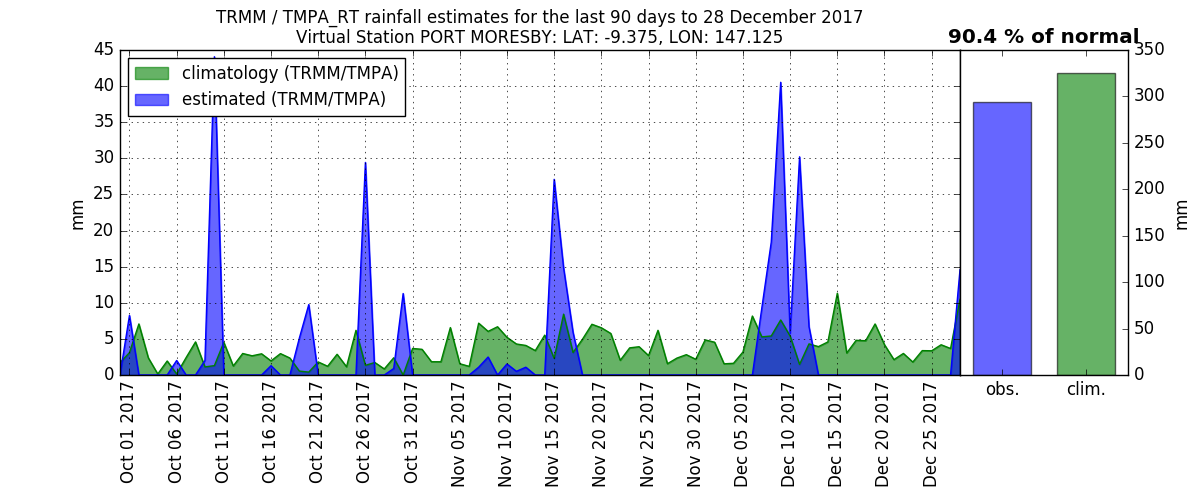 TRMM / TMPA_RT rainfall estimates for the last 90 days to 28 December 2017
Virtual Station PORT MORESBY: LAT: -9.375, LON: 147.125
90.4 % of normal
climatology (TRMM/TMPA)
estimated (TRMM/TMPA)
mm
45
40
35
30
25
20
15
10
5
0
Oct 01 2017
Oct 06 2017
Oct 11 2017
Oct 16 2017
Oct 21 2017
Oct 26 2017
Oct 31 2017
Nov 05 2017
Nov 10 2017
Nov 15 2017
Nov 20 2017
Nov 25 2017
Nov 30 2017
Dec 05 2017
Dec 10 2017
Dec 15 2017
Dec 20 2017
Dec 25 2017
obs.
clim.
350
300
250
200
150
100
50
0
mm